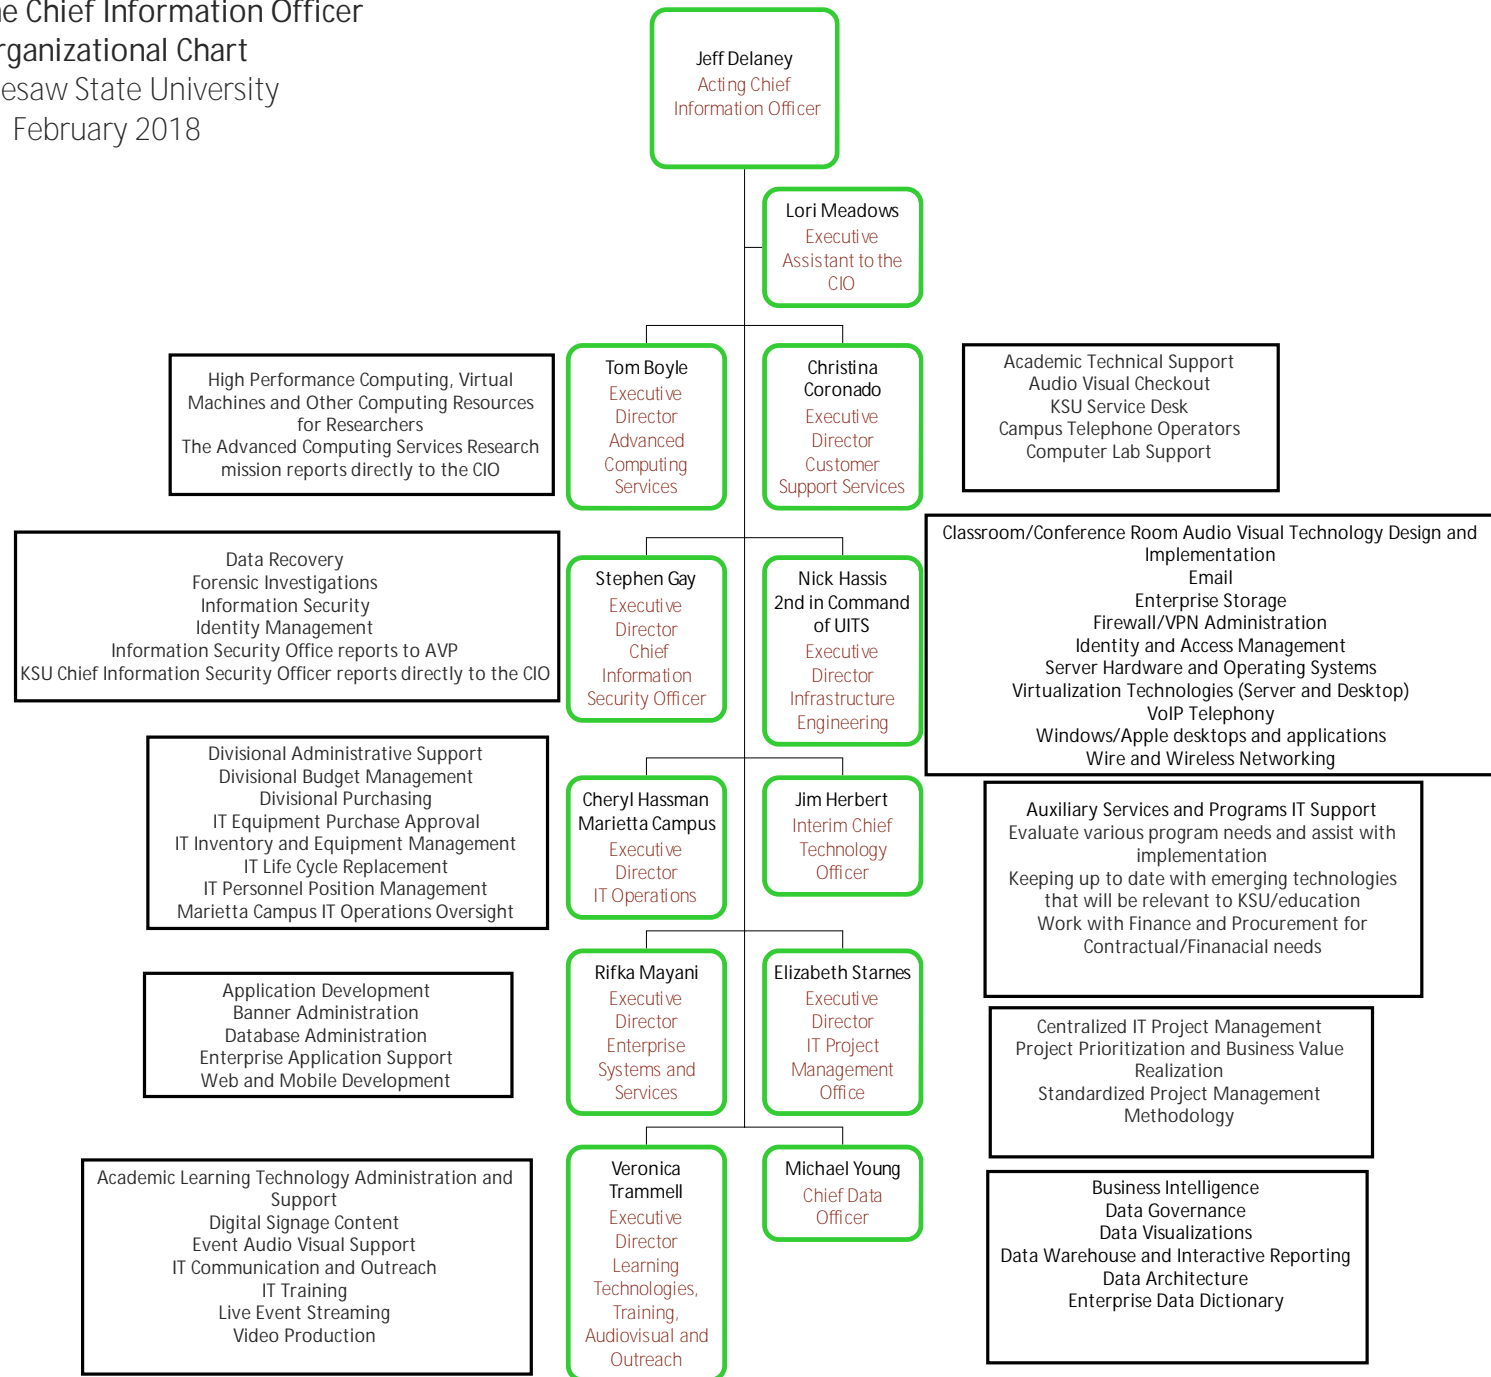 ne Chief Information Officer
rganizational Chart
esaw State University
February 2018
Jeff Delaney
Acting Chief
Information Officer
Lori Meadows
Executive
Assistant to the
CIO
High Performance Computing, Virtual
Machines and Other Computing Resources
for Researchers
The Advanced Computing Services Research
mission reports directly to the CIO
Tom Boyle
Executive
Director
Advanced
Computing
Services
Christina
Coronado
Executive
Director
Customer
Support Services
Academic Technical Support
Audio Visual Checkout
KSU Service Desk
Campus Telephone Operators
Computer Lab Support
Data Recovery
Forensic Investigations
Information Security
Identity Management
Information Security Office reports to AVP
KSU Chief Information Security Officer reports directly to the CIO
Stephen Gay
Executive
Director
Chief
Information
Security Officer
Nick Hassis
2nd in Command
of UITS
Executive
Director
Infrastructure
Engineering
Classroom/Conference Room Audio Visual Technology Design and
Implementation
Email
Enterprise Storage
Firewall/VPN Administration
Identity and Access Management
Server Hardware and Operating Systems
Virtualization Technologies (Server and Desktop)
VoIP Telephony
Windows/Apple desktops and applications
Wire and Wireless Networking
Divisional Administrative Support
Divisional Budget Management
Divisional Purchasing
IT Equipment Purchase Approval
IT Inventory and Equipment Management
IT Life Cycle Replacement
IT Personnel Position Management
Marietta Campus IT Operations Oversight
Cheryl Hassman
Marietta Campus
Executive
Director
IT Operations
Jim Herbert
Interim Chief
Technology
Officer
Auxiliary Services and Programs IT Support
Evaluate various program needs and assist with
implementation
Keeping up to date with emerging technologies
that will be relevant to KSU/education
Work with Finance and Procurement for
Contractual/Finanacial needs
Application Development
Banner Administration
Database Administration
Enterprise Application Support
Web and Mobile Development
Rifka Mayani
Executive
Director
Enterprise
Systems and
Services
Elizabeth Starnes
Executive
Director
IT Project
Management
Office
Centralized IT Project Management
Project Prioritization and Business Value
Realization
Standardized Project Management
Methodology
Academic Learning Technology Administration and
Support
Digital Signage Content
Event Audio Visual Support
IT Communication and Outreach
IT Training
Live Event Streaming
Video Production
Veronica
Trammell
Executive
Director
Learning
Technologies,
Training,
Audiovisual and
Outreach
Michael Young
Chief Data
Officer
Business Intelligence
Data Governance
Data Visualizations
Data Warehouse and Interactive Reporting
Data Architecture
Enterprise Data Dictionary